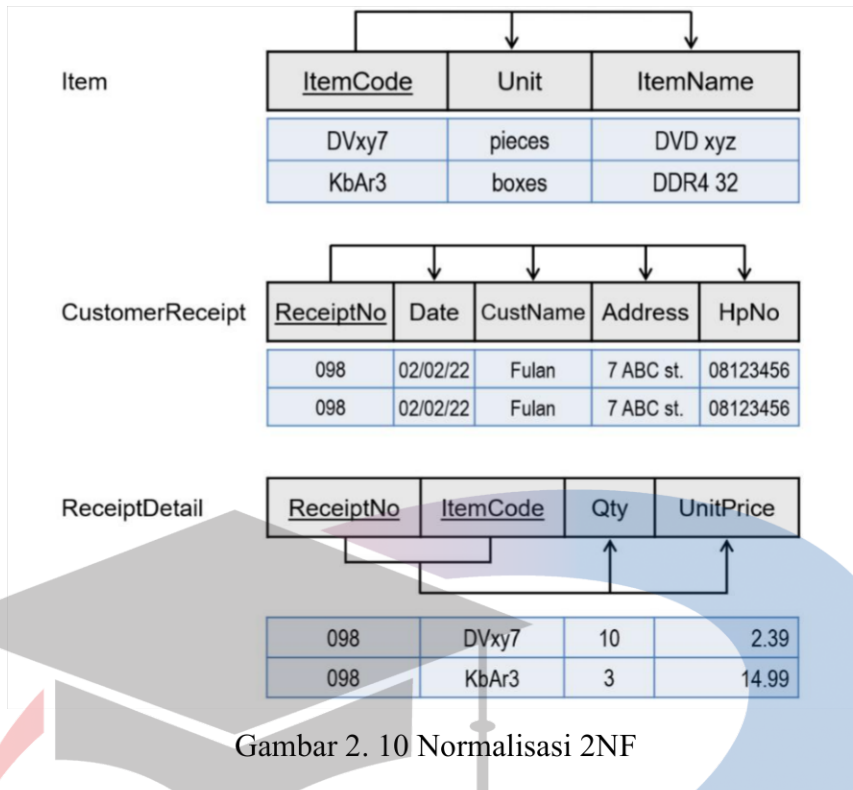 Item
ItemCode Unit ItemName
DVxy7 pieces DVD xyz
KbAr3 boxes DDR4 32
CustomerReceipt ReceiptNo Date CustName Address HpNo
098 02/02/22 Fulan 7 ABC st. 08123456
098 02/02/22 Fulan 7 ABC st. 08123456
ReceiptDetail ReceiptNo ItemCode Qty UnitPrice
098 DVxy7 10 2.39
098 KbAr3 3 14.99
Gambar 2. 10 Normalisasi 2NF